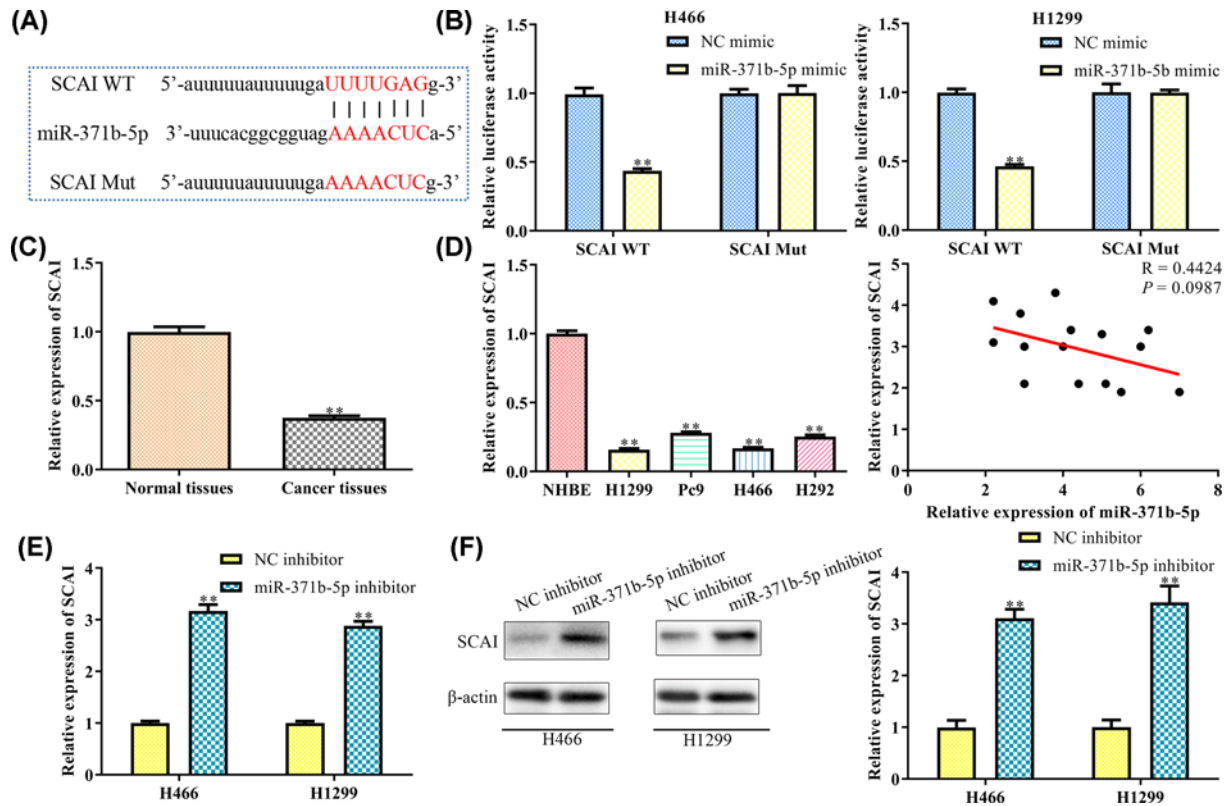 (A)
SCAI WT 5’-auuuuuauuuuugaUUUUGAGg-3’
miR-371b-5p 3’-uuucacggcgguagAAAACUCa-5’
SCAI Mut 5’-auuuuuauuuuugaAAAACUCg-3’
(B)
H466
NC mimic
miR-371b-5p mimic
Relative luciferase activity
1.5
1.0
0.5
0.0
**
SCAI WT SCAI Mut
H1299
NC mimic
miR-371b-5b mimic
Relative luciferase activity
1.5
1.0
0.5
0.0
**
SCAI WT SCAI Mut
(C)
Relative expression of SCAI
1.5
1.0
0.5
0.0
**
Normal tissues Cancer tissues
(D)
Relative expression of SCAI
1.5
1.0
0.5
0.0
** ** ** **
NHBE H1299 Pc9 H466 H292
Relative expression of SCAI
5
4
3
2
1
0
R = 0.4424
P = 0.0987
0 2 4 6 8
Relative expression of miR-371b-5p
(E)
NC inhibitor
miR-371b-5p inhibitor
Relative expression of SCAI
4
3
2
1
0
** **
H466 H1299
(F)
NC inhibitor miR-371b-5p inhibitor NC inhibitor miR-371b-5p inhibitor
SCAI
β-actin
H466 H1299
NC inhibitor
miR-371b-5p inhibitor
Relative expression of SCAI
4
3
2
1
0
** **
H466 H1299